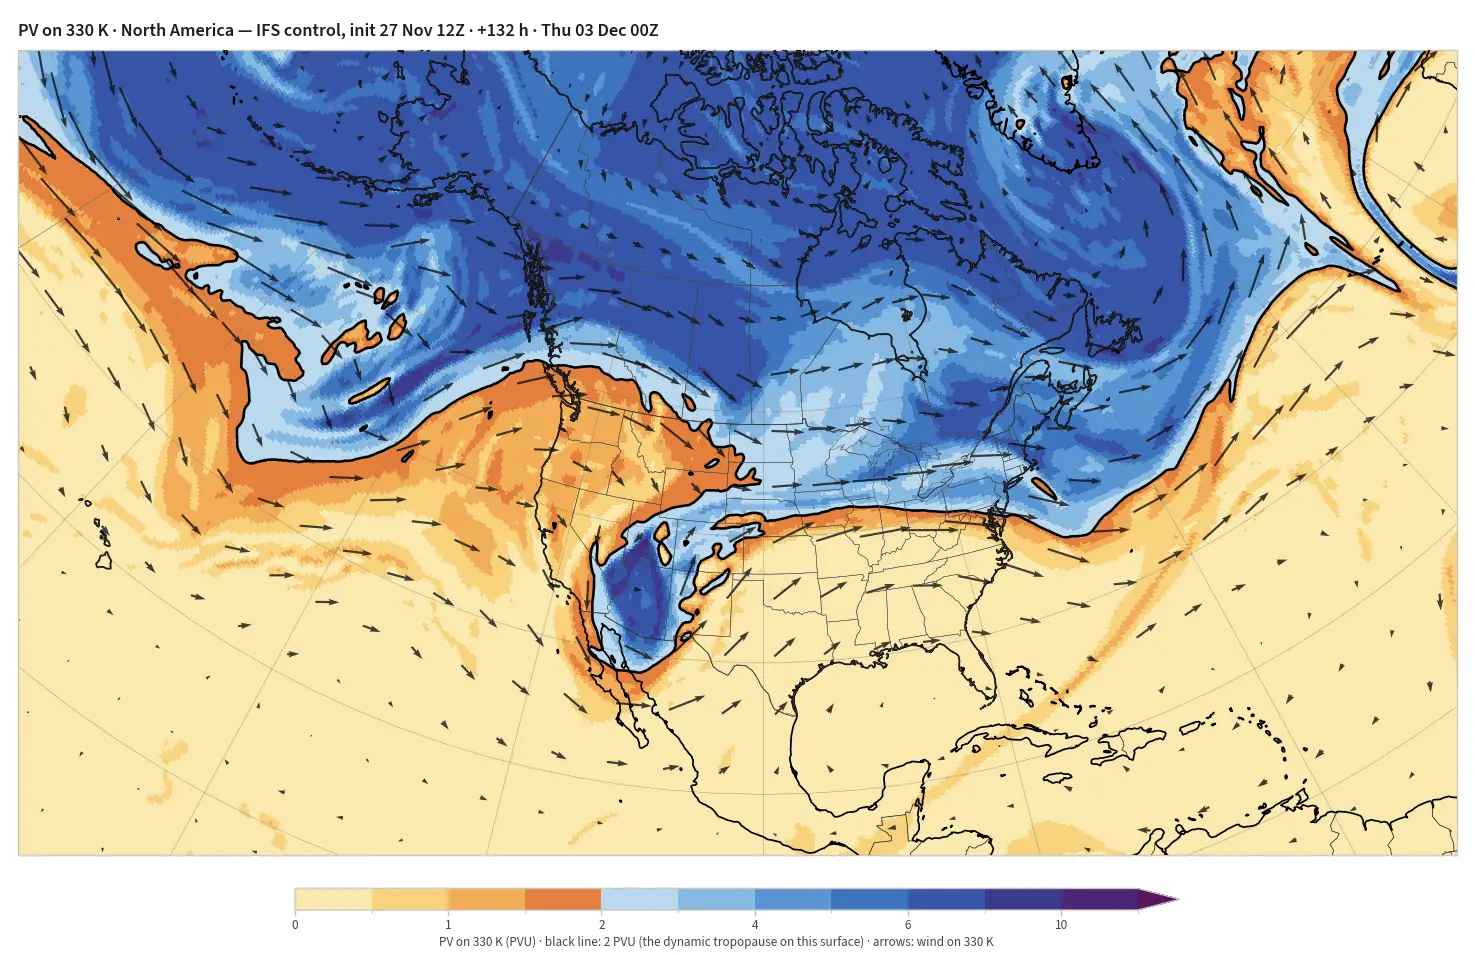 PV on 330 K · North America — IFS control, init 27 Nov 12Z · +132 h · Thu 03 Dec 00Z
0 1 2 4 6 10
PV on 330 K (PVU) · black line: 2 PVU (the dynamic tropopause on this surface) · arrows: wind on 330 K